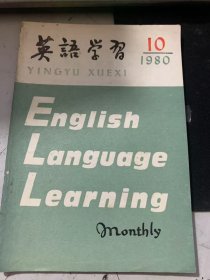 英語学習 10
YINGYU XUEXI 1980
English
Language
Learning
monthly